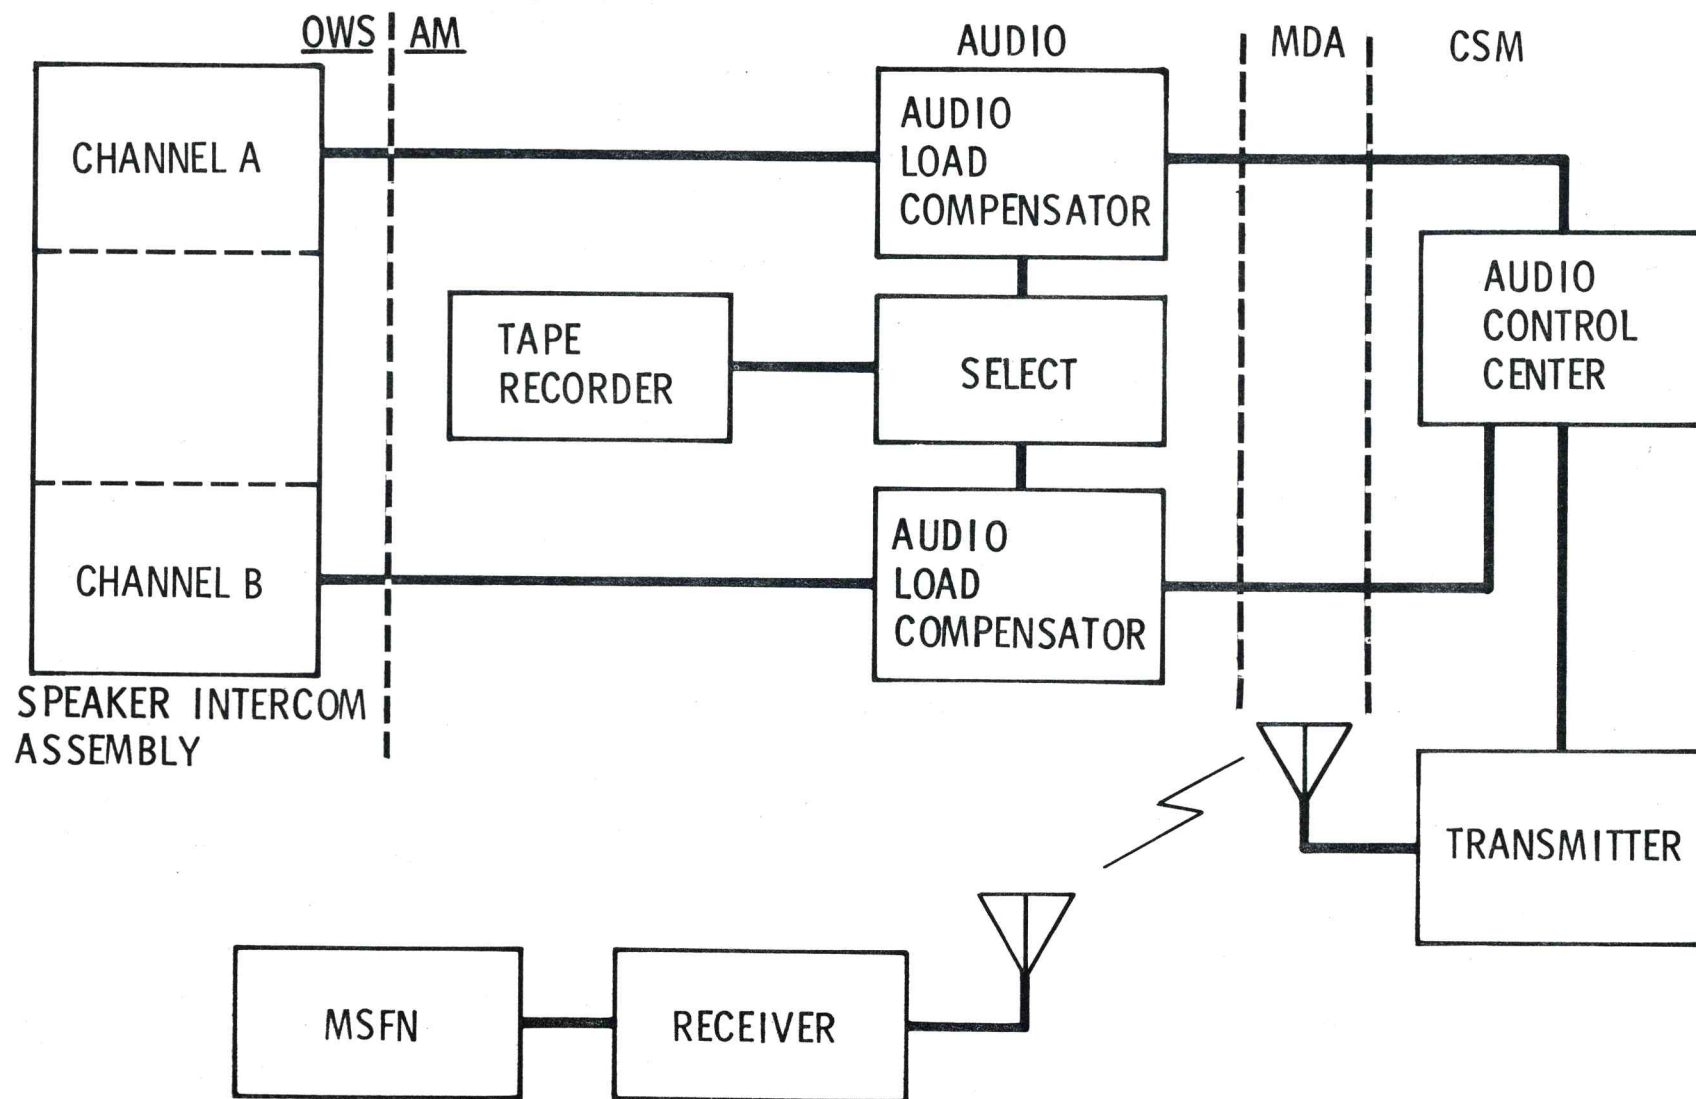 OWS AM
AUDIO
MDA
CSM
CHANNEL A
AUDIO
LOAD
COMPENSATOR
AUDIO
CONTROL
CENTER
TAPE
RECORDER
SELECT
CHANNEL B
AUDIO
LOAD
COMPENSATOR
SPEAKER INTERCOM
ASSEMBLY
TRANSMITTER
MSFN
RECEIVER